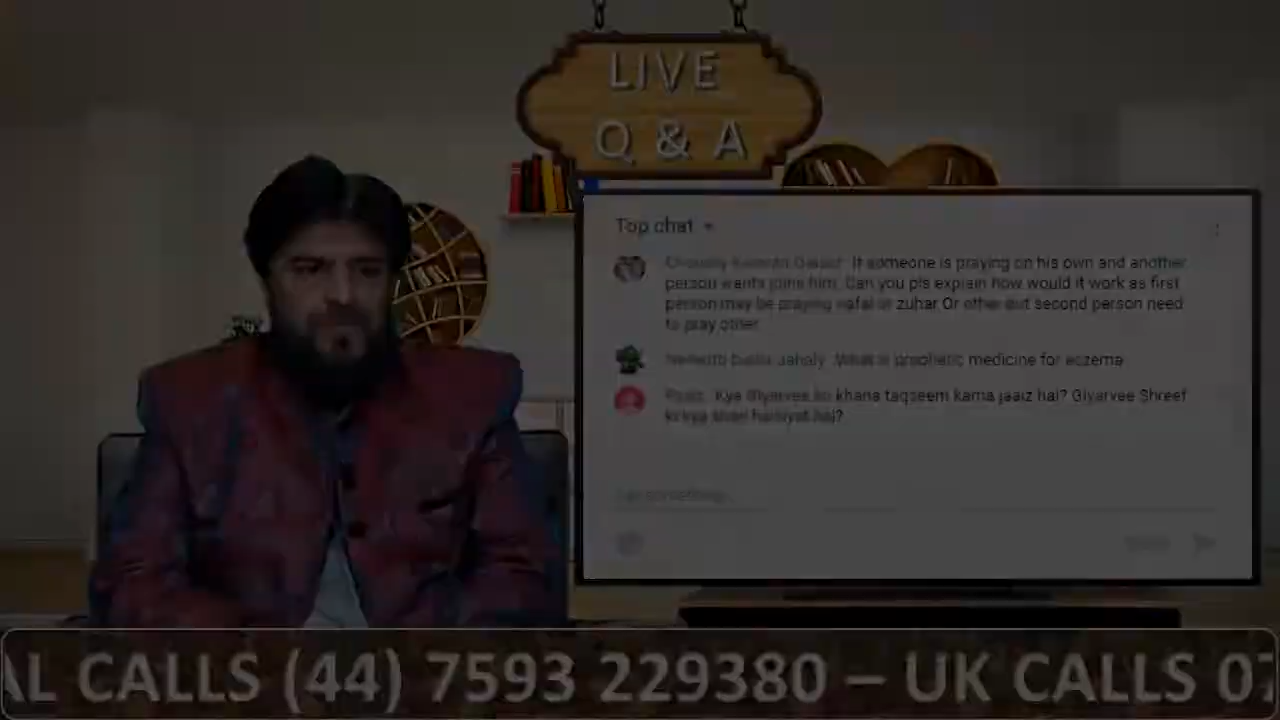 LIVE
Q & A
Top chat
If someone is praying on his own and another
person wants joins him. Can you pls explain how would it work as first
person may be praying nafal or zuhar Or other but second person need
to pray other
What is prophetic medicine for eczema
Kya Giyarvee ko khana taqseem karna jaaiz hai? Giyarvee Shreef
ki kya shari hasiyat hai?
AL CALLS (44) 7593 229380 – UK CALLS 07